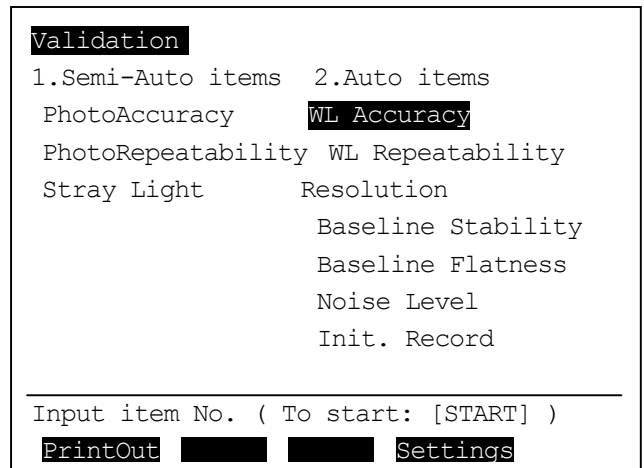 Validation
1.Semi-Auto items 2.Auto items
PhotoAccuracy WL Accuracy
PhotoRepeatability WL Repeatability
Stray Light Resolution
Baseline Stability
Baseline Flatness
Noise Level
Init. Record
Input item No. ( To start: [START] )
PrintOut Settings